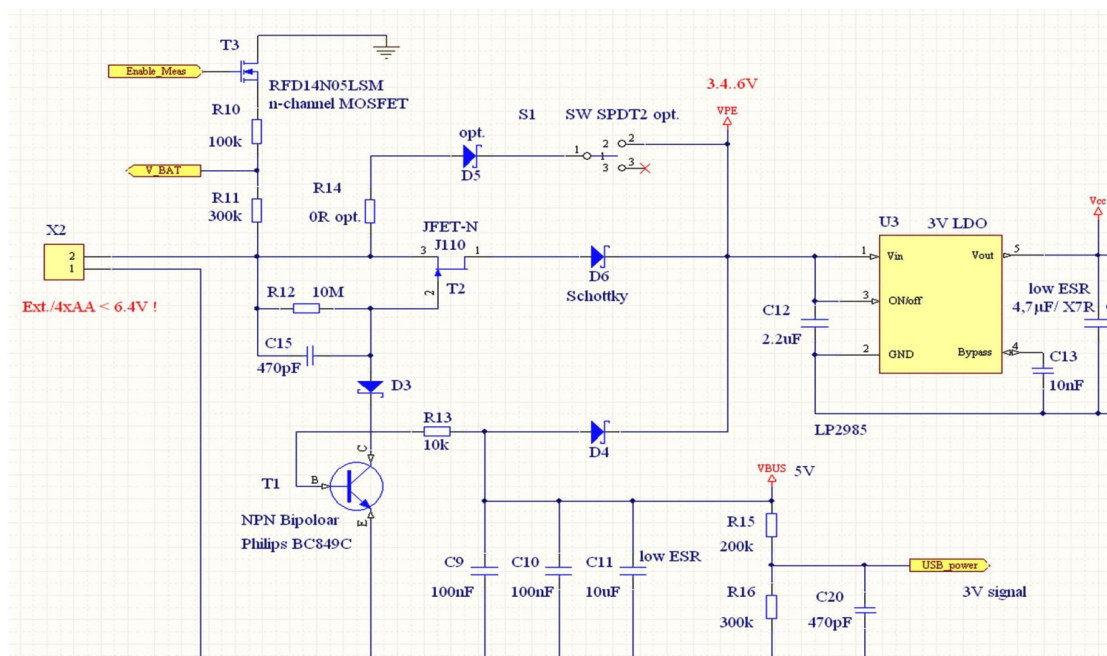 T3
Enable_Meas
RFD14N05LSM
n-channel MOSFET
R10
100k
V_BAT
R11
300k
X2
2
1
Ext./4xAA < 6.4V !
R14
0R opt.
opt.
D5
S1
SW SPDT2 opt.
1
2
2
1
3
3
3.4..6V
VPE
JFET-N
J110
3
1
2
T2
D6
Schottky
R12
10M
C15
470pF
D3
R13
10k
D4
T1
B
C
E
NPN Bipoloar
Philips BC849C
C9
100nF
C10
100nF
C11
10uF
low ESR
VBUS
5V
R15
200k
R16
300k
USB_power
3V signal
C20
470pF
U3
3V LDO
1
Vin
Vout
5
3
ON/off
2
GND
Bypass
4
C12
2.2uF
LP2985
Vcc
low ESR
4,7µF/ X7R
C13
10nF